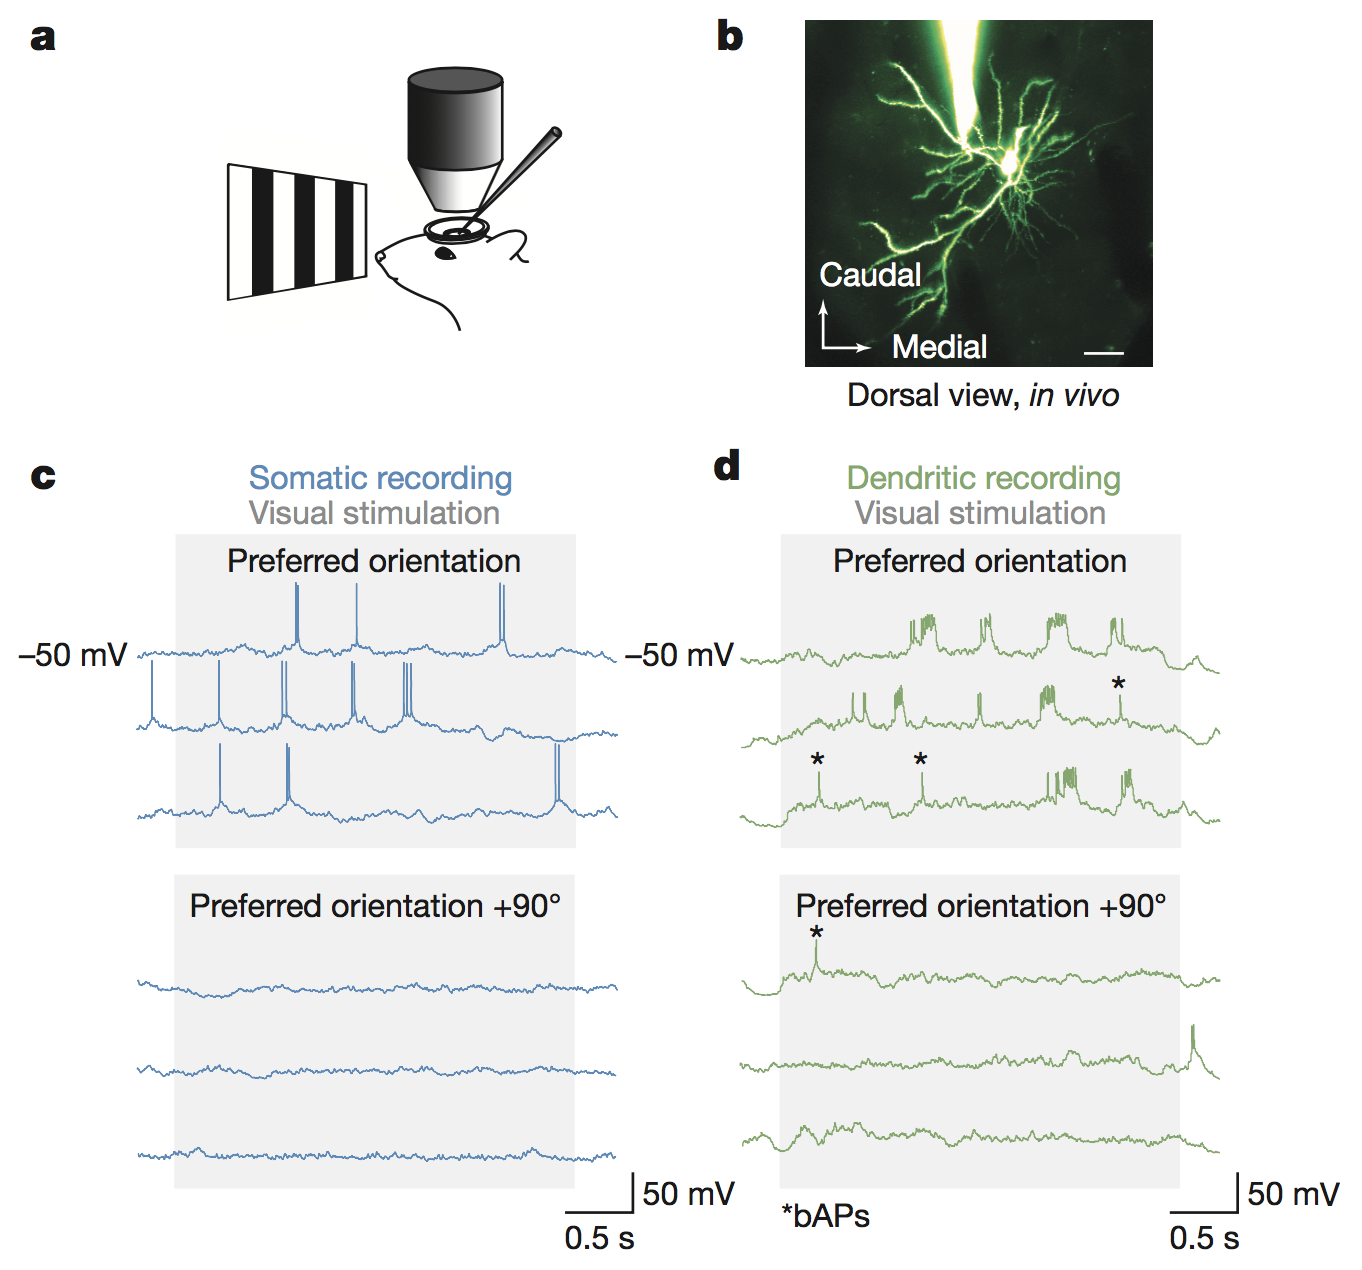 a
b
Caudal
Medial
Dorsal view, in vivo
c
Somatic recording
Visual stimulation
Preferred orientation
–50 mV
Preferred orientation +90°
50 mV
0.5 s
d
Dendritic recording
Visual stimulation
Preferred orientation
–50 mV
*
*
*
Preferred orientation +90°
*
*bAPs
50 mV
0.5 s